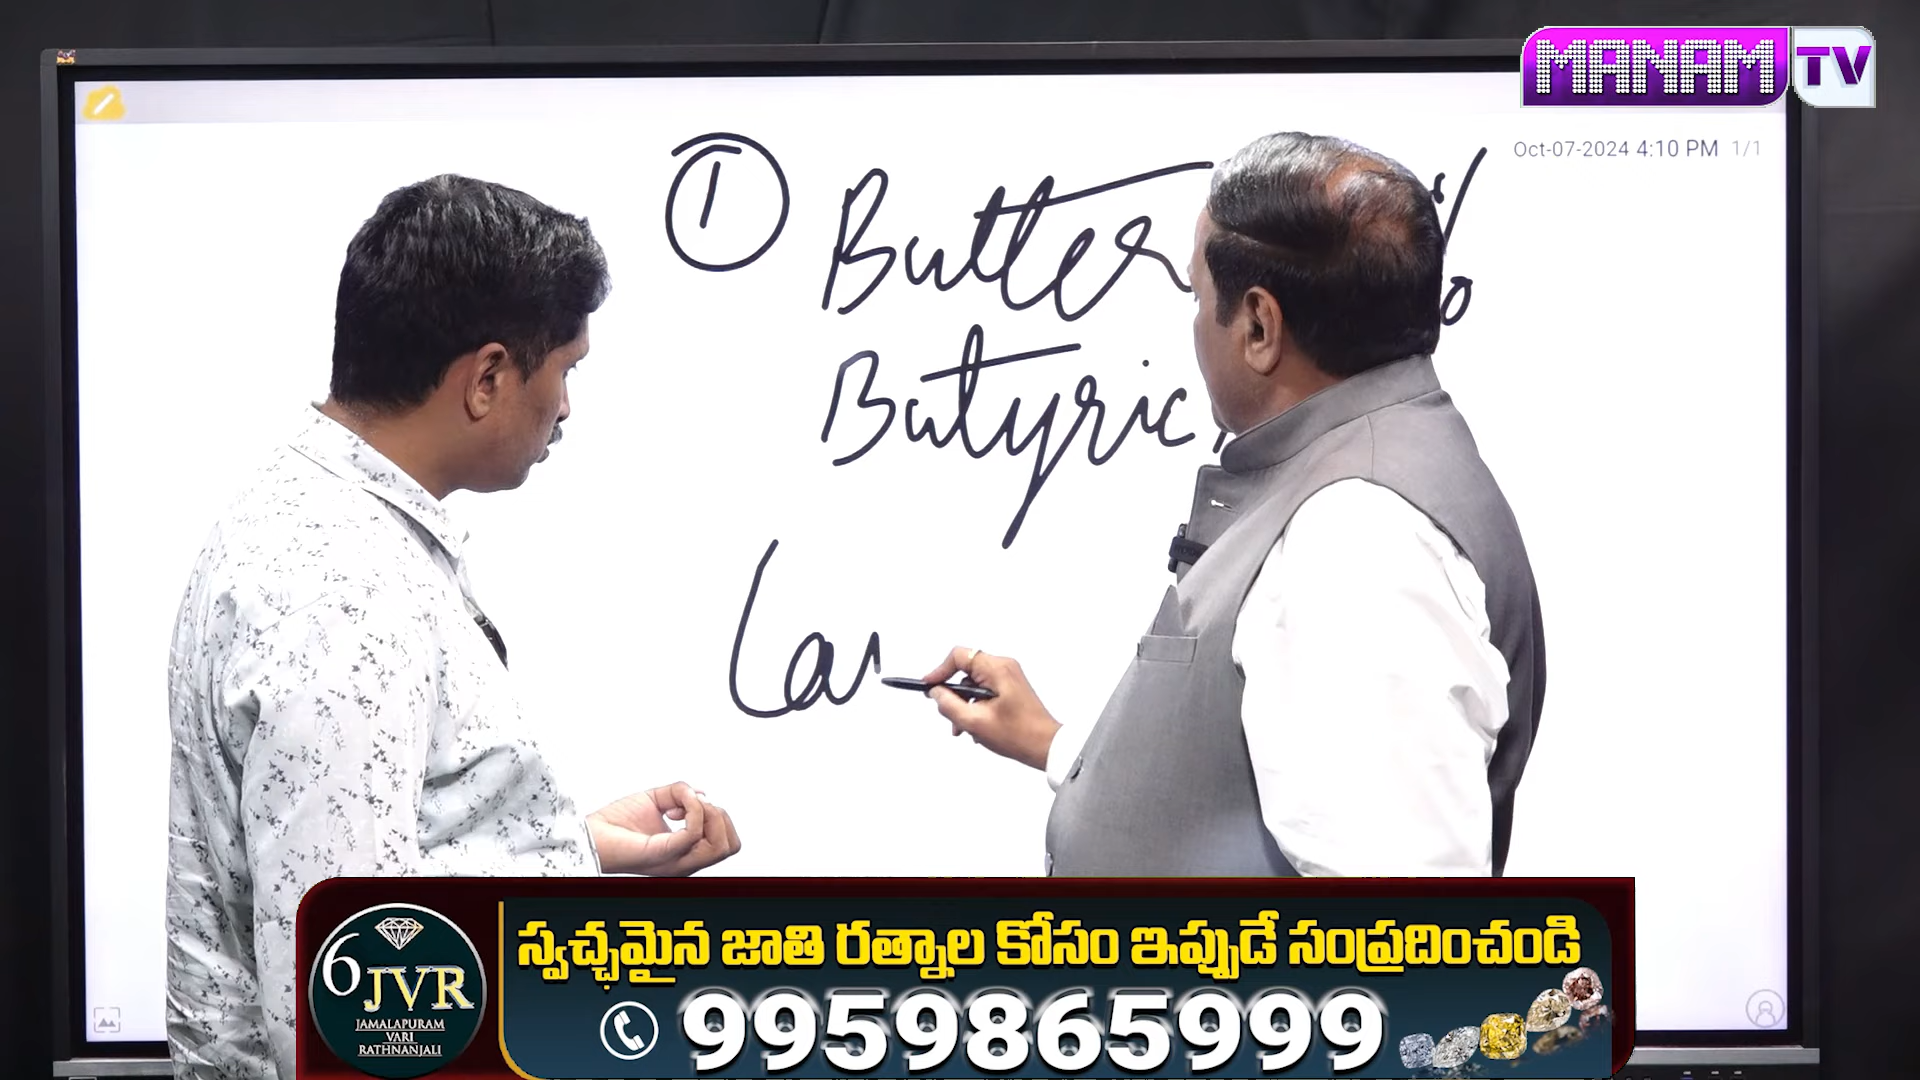 MANAM TV
Oct-07-2024 4:10 PM 1/1
1
Butter %
Butyric
స్వచ్ఛమైన జాతి రత్నాల కోసం ఇప్పుడే సంప్రదించండి
9959865999
6 JVR
JAMALAPURAM
VARI
RATHNANJALI